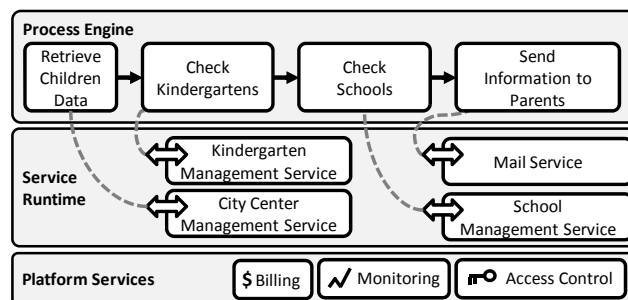 Process Engine
Retrieve
Children
Data
Check
Kindergartens
Check
Schools
Send
Information to
Parents
Service
Runtime
Kindergarten
Management Service
Mail Service
City Center
Management Service
School
Management Service
Platform Services
$ Billing
Monitoring
Access Control